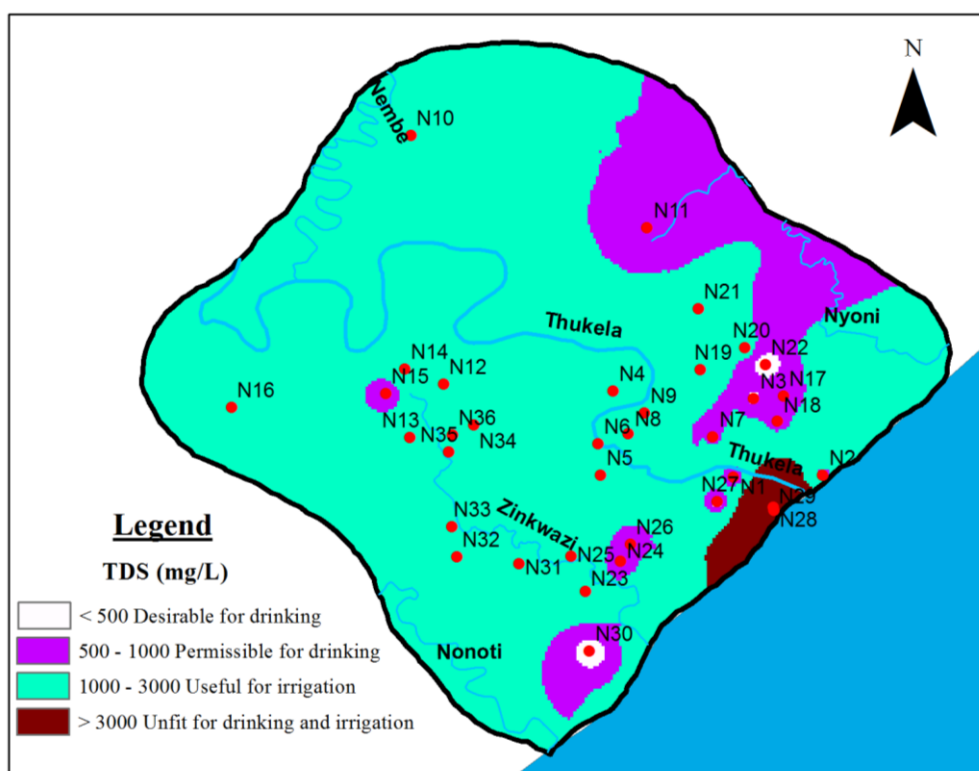 N
Nembe
N10
N11
N21
Thukela
Nyoni
N20
N22
N14
N19
N15
N12
N4
N3
N17
N16
N9
N18
N13
N36
N6
N8
N7
N35
N34
Thukela
N5
N2
N27
N1
N29
N28
N33
Zinkwazi
N26
N32
N25
N24
N31
N23
N30
Nonoti
Legend
TDS (mg/L)
< 500 Desirable for drinking
500 - 1000 Permissible for drinking
1000 - 3000 Useful for irrigation
> 3000 Unfit for drinking and irrigation